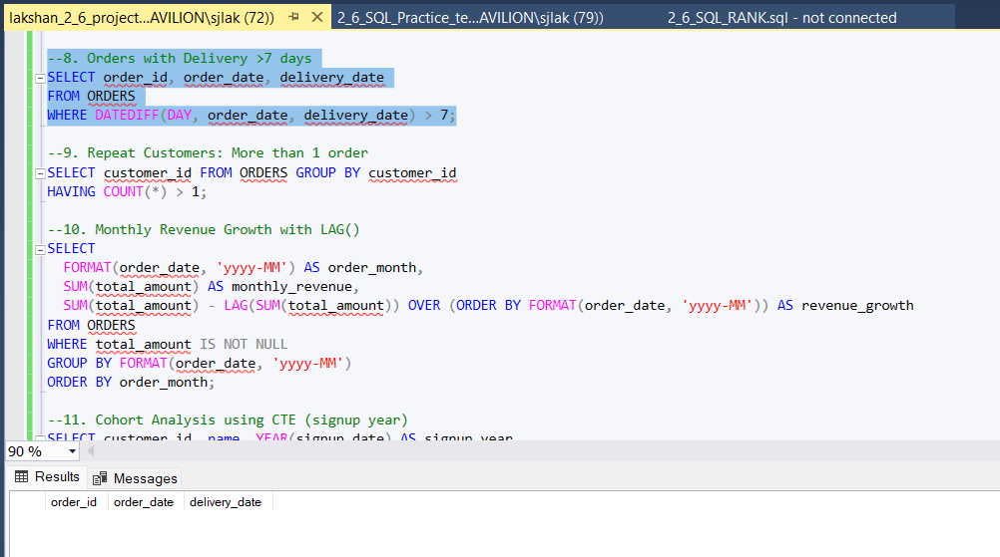 lakshan_2_6_project...AVILION\sjlak (72)) 2_6_SQL_Practice_te...AVILION\sjlak (79)) 2_6_SQL_RANK.sql - not connected
--8. Orders with Delivery >7 days
SELECT order_id, order_date, delivery_date
FROM ORDERS
WHERE DATEDIFF(DAY, order_date, delivery_date) > 7;
--9. Repeat Customers: More than 1 order
SELECT customer_id FROM ORDERS GROUP BY customer_id
HAVING COUNT(*) > 1;
--10. Monthly Revenue Growth with LAG()
SELECT
FORMAT(order_date, 'yyyy-MM') AS order_month,
SUM(total_amount) AS monthly_revenue,
SUM(total_amount) - LAG(SUM(total_amount)) OVER (ORDER BY FORMAT(order_date, 'yyyy-MM')) AS revenue_growth
FROM ORDERS
WHERE total_amount IS NOT NULL
GROUP BY FORMAT(order_date, 'yyyy-MM')
ORDER BY order_month;
--11. Cohort Analysis using CTE (signup year)
SELECT customer_id, name, YEAR(signup_date) AS signup_year
90 %
Results Messages
order_id order_date delivery_date